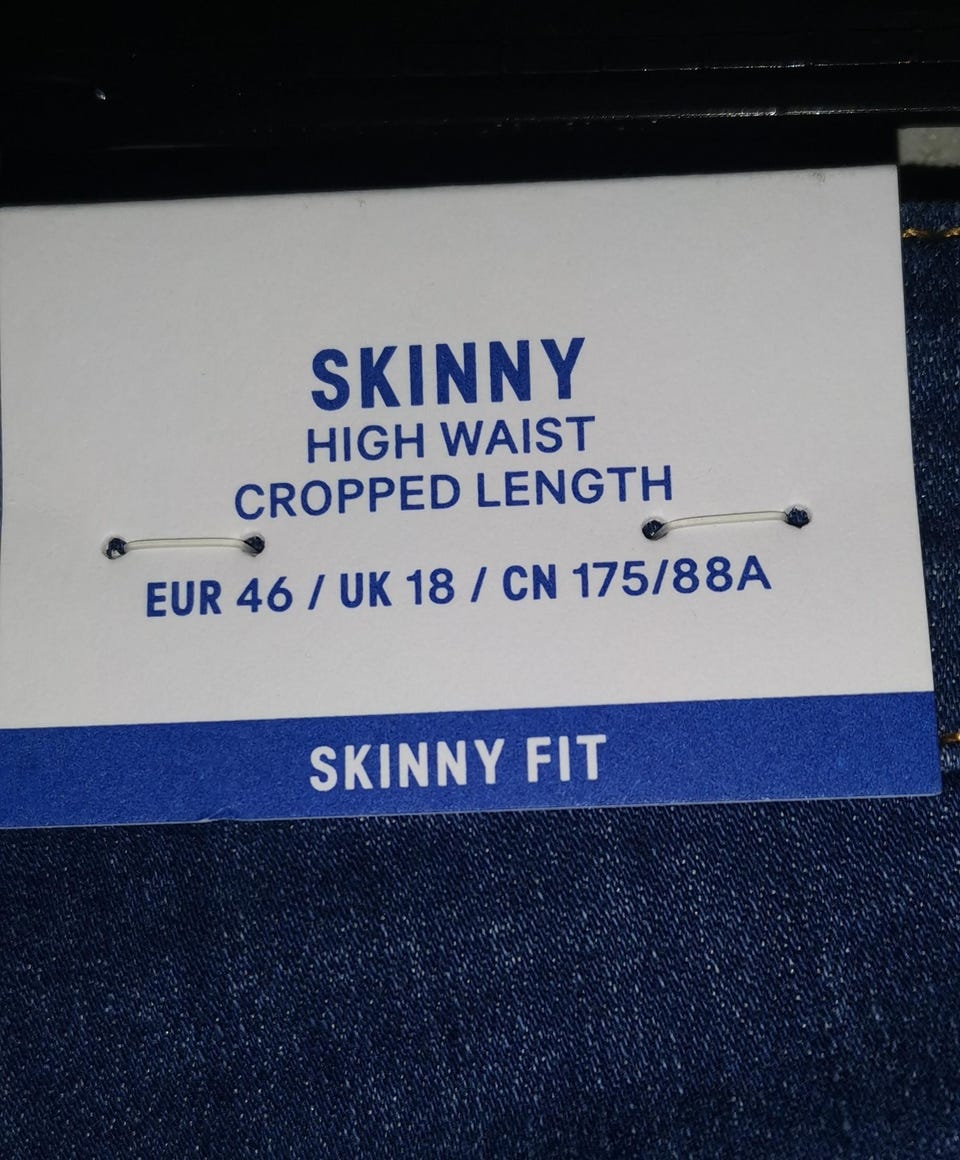 SKINNY
HIGH WAIST
CROPPED LENGTH
EUR 46 / UK 18 / CN 175/88A
SKINNY FIT